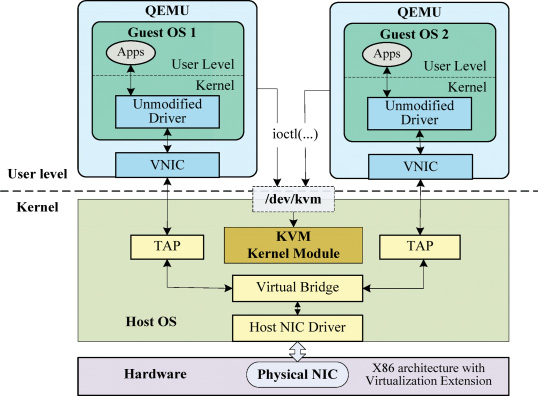 QEMU
Guest OS 1
Apps
User Level
Kernel
Unmodified
Driver
VNIC
QEMU
Guest OS 2
Apps
User Level
Kernel
Unmodified
Driver
VNIC
ioctl(...)
User level
Kernel
/dev/kvm
KVM
Kernel Module
TAP
TAP
Virtual Bridge
Host OS
Host NIC Driver
Hardware
Physical NIC
X86 architecture with
Virtualization Extension